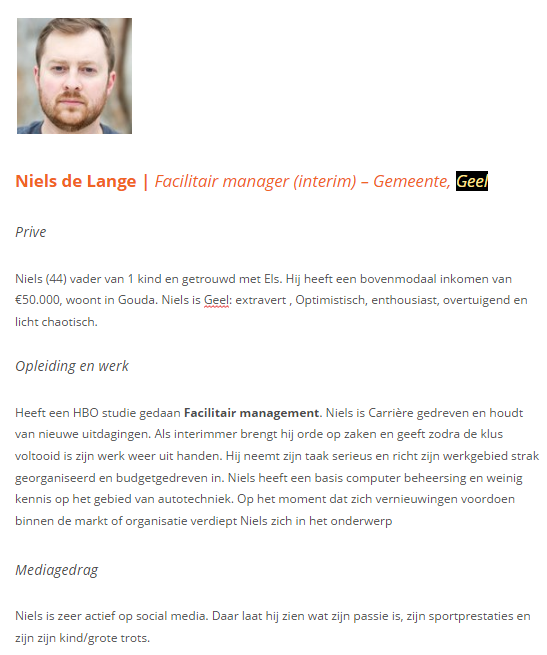 Niels de Lange | Facilitair manager (interim) – Gemeente, Geel
Prive
Niels (44) vader van 1 kind en getrouwd met Els. Hij heeft een bovenmodaal inkomen van
€50.000, woont in Gouda. Niels is Geel: extravert , Optimistisch, enthousiast, overtuigend en
licht chaotisch.
Opleiding en werk
Heeft een HBO studie gedaan Facilitair management. Niels is Carrière gedreven en houdt
van nieuwe uitdagingen. Als interimmer brengt hij orde op zaken en geeft zodra de klus
voltooid is zijn werk weer uit handen. Hij neemt zijn taak serieus en richt zijn werkgebied strak
georganiseerd en budgetgedreven in. Niels heeft een basis computer beheersing en weinig
kennis op het gebied van autotechniek. Op het moment dat zich vernieuwingen voordoen
binnen de markt of organisatie verdiept Niels zich in het onderwerp
Mediagedrag
Niels is zeer actief op social media. Daar laat hij zien wat zijn passie is, zijn sportprestaties en
zijn zijn kind/grote trots.